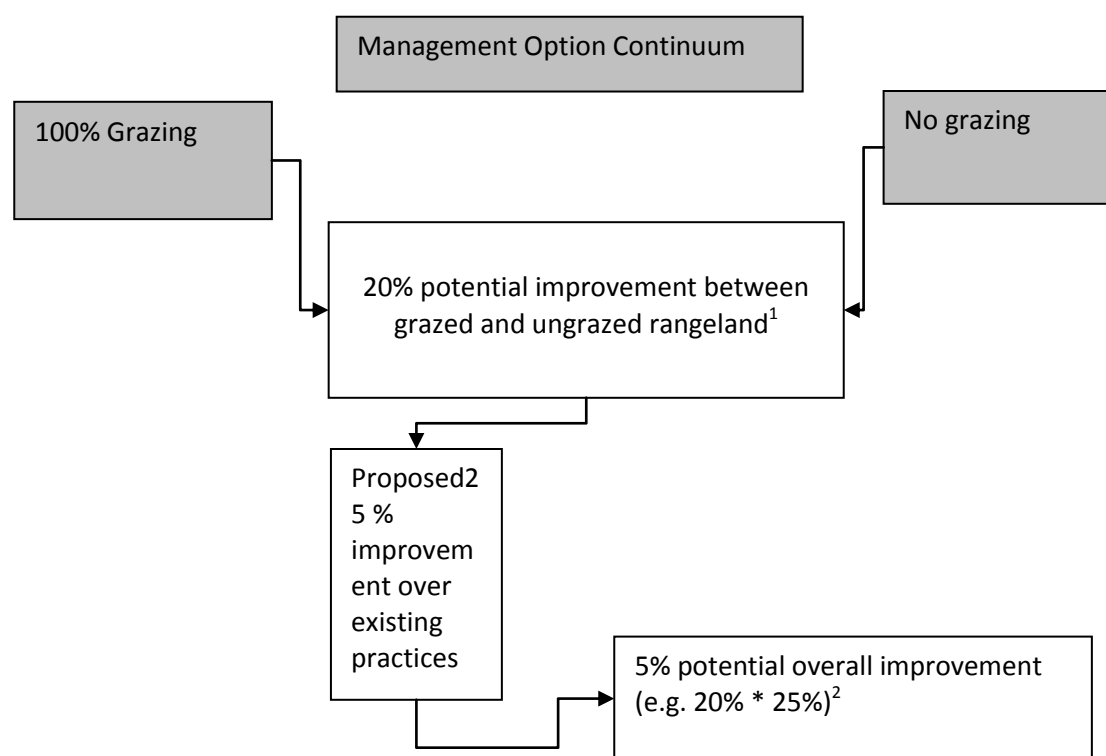 Management Option Continuum
100% Grazing
No grazing
20% potential improvement between
grazed and ungrazed rangeland1
Proposed2
5 %
improvem
ent over
existing
practices
5% potential overall improvement
(e.g. 20% * 25%)2